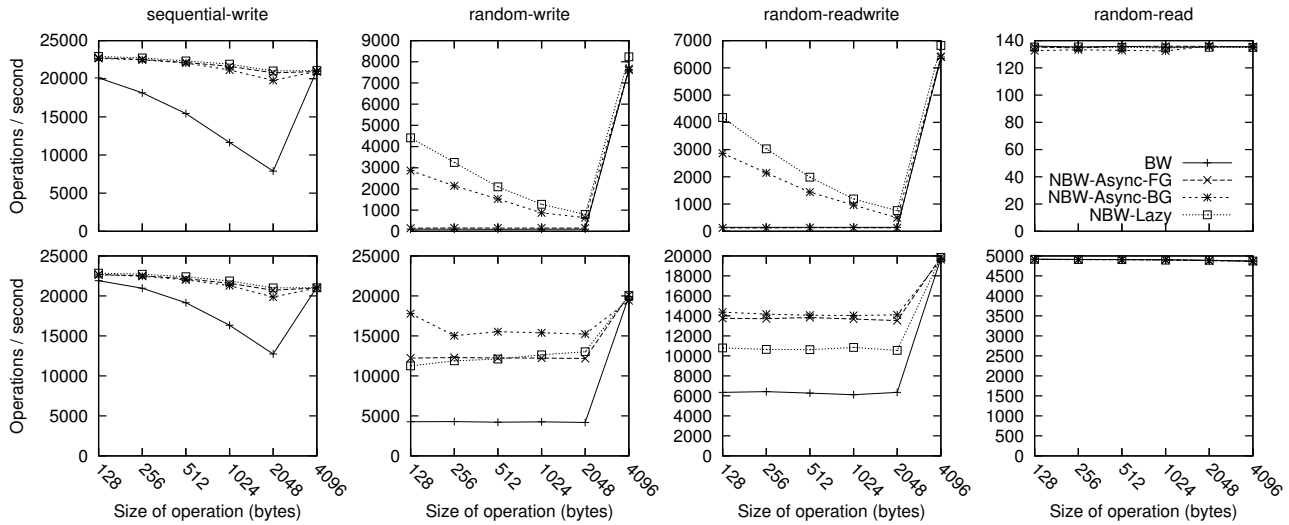 sequential-write random-write random-readwrite random-read
25000 9000 7000 140
8000 6000 120
20000 7000 5000 100
6000 4000 80
15000 5000 3000 60
4000 2000 40
10000 3000 1000 20
2000 0 0
5000 1000
0 0
Operations / second
BW
NBW-Async-FG
NBW-Async-BG
NBW-Lazy
25000 25000 20000 5000
18000 4500
20000 20000 16000 4000
14000 3500
15000 15000 12000 3000
10000 2500
10000 10000 8000 2000
6000 1500
5000 5000 4000 1000
2000 500
0 0 0 0
Operations / second
128 256 512 1024 2048 4096 128 256 512 1024 2048 4096 128 256 512 1024 2048 4096 128 256 512 1024 2048 4096
Size of operation (bytes) Size of operation (bytes) Size of operation (bytes) Size of operation (bytes)